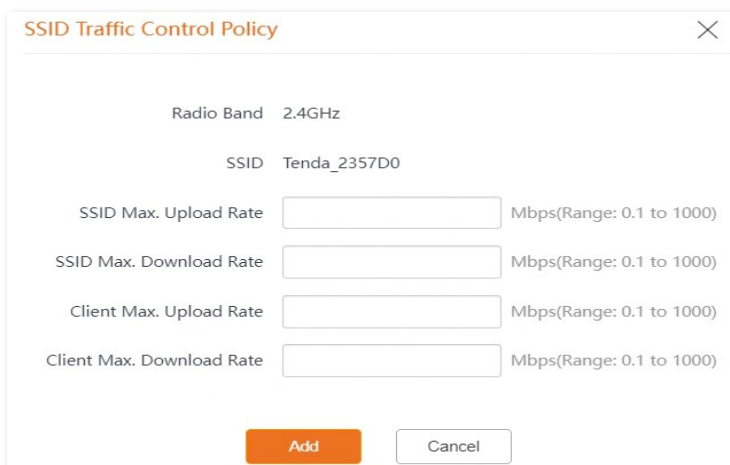 SSID Traffic Control Policy
Radio Band 2.4GHz
SSID Tenda_2357D0
SSID Max. Upload Rate Mbps(Range: 0.1 to 1000)
SSID Max. Download Rate Mbps(Range: 0.1 to 1000)
Client Max. Upload Rate Mbps(Range: 0.1 to 1000)
Client Max. Download Rate Mbps(Range: 0.1 to 1000)
Add Cancel